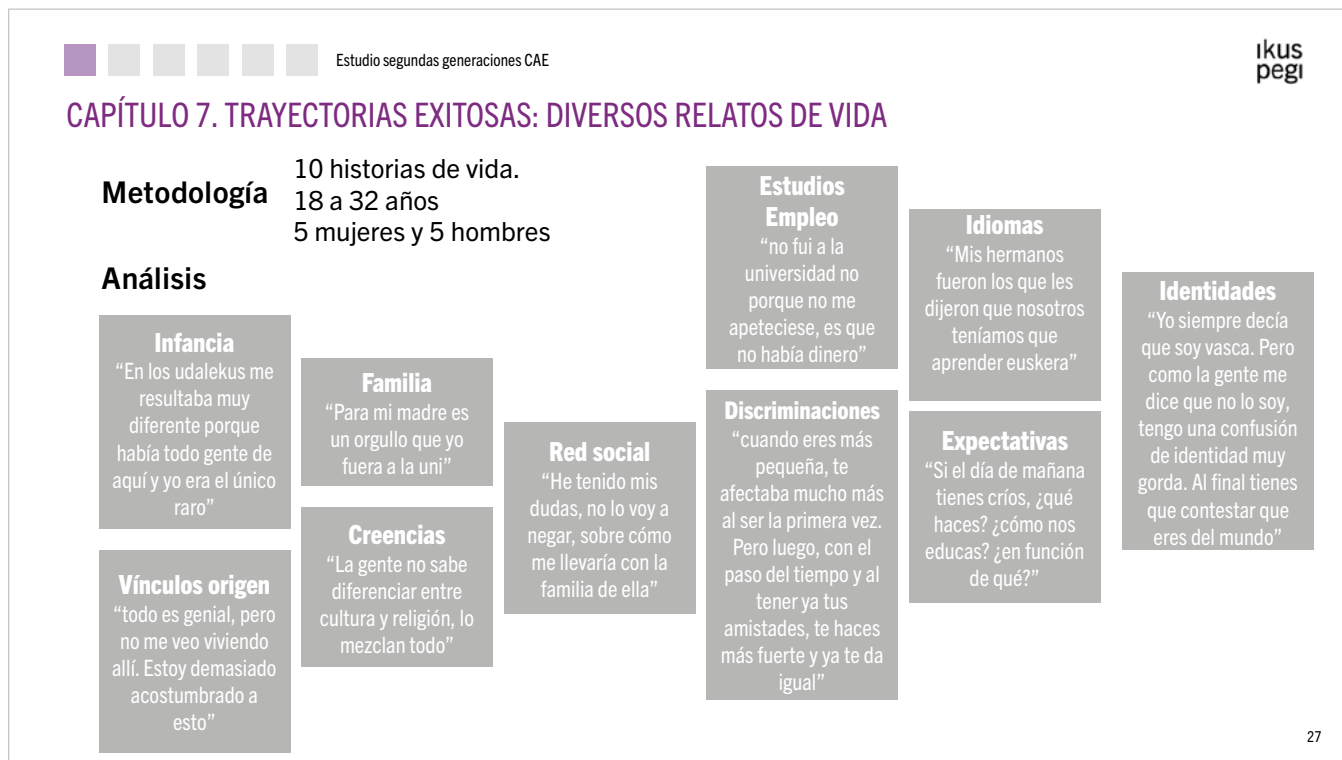 Estudio segundas generaciones CAE
ikus
pegi
CAPÍTULO 7. TRAYECTORIAS EXITOSAS: DIVERSOS RELATOS DE VIDA
Metodología
10 historias de vida.
18 a 32 años
5 mujeres y 5 hombres
Análisis
Infancia
“En los udalekus me
resultaba muy
diferente porque
había todo gente de
aquí y yo era el único
raro”
Vínculos origen
“todo es genial, pero
no me veo viviendo
allí. Estoy demasiado
acostumbrado a
esto”
Familia
“Para mi madre es
un orgullo que yo
fuera a la uni”
Creencias
“La gente no sabe
diferenciar entre
cultura y religión, lo
mezclan todo”
Red social
“He tenido mis
dudas, no lo voy a
negar, sobre cómo
me llevaría con la
familia de ella”
Estudios
Empleo
“no fui a la
universidad no
porque no me
apeteciese, es que
no había dinero”
Discriminaciones
“cuando eres más
pequeña, te
afectaba mucho más
al ser la primera vez.
Pero luego, con el
paso del tiempo y al
tener ya tus
amistades, te haces
más fuerte y ya te da
igual”
Idiomas
“Mis hermanos
fueron los que les
dijeron que nosotros
teníamos que
aprender euskera”
Expectativas
“Si el día de mañana
tienes críos, ¿qué
haces? ¿cómo nos
educas? ¿en función
de qué?”
Identidades
“Yo siempre decía
que soy vasca. Pero
como la gente me
dice que no lo soy,
tengo una confusión
de identidad muy
gorda. Al final tienes
que contestar que
eres del mundo”
27